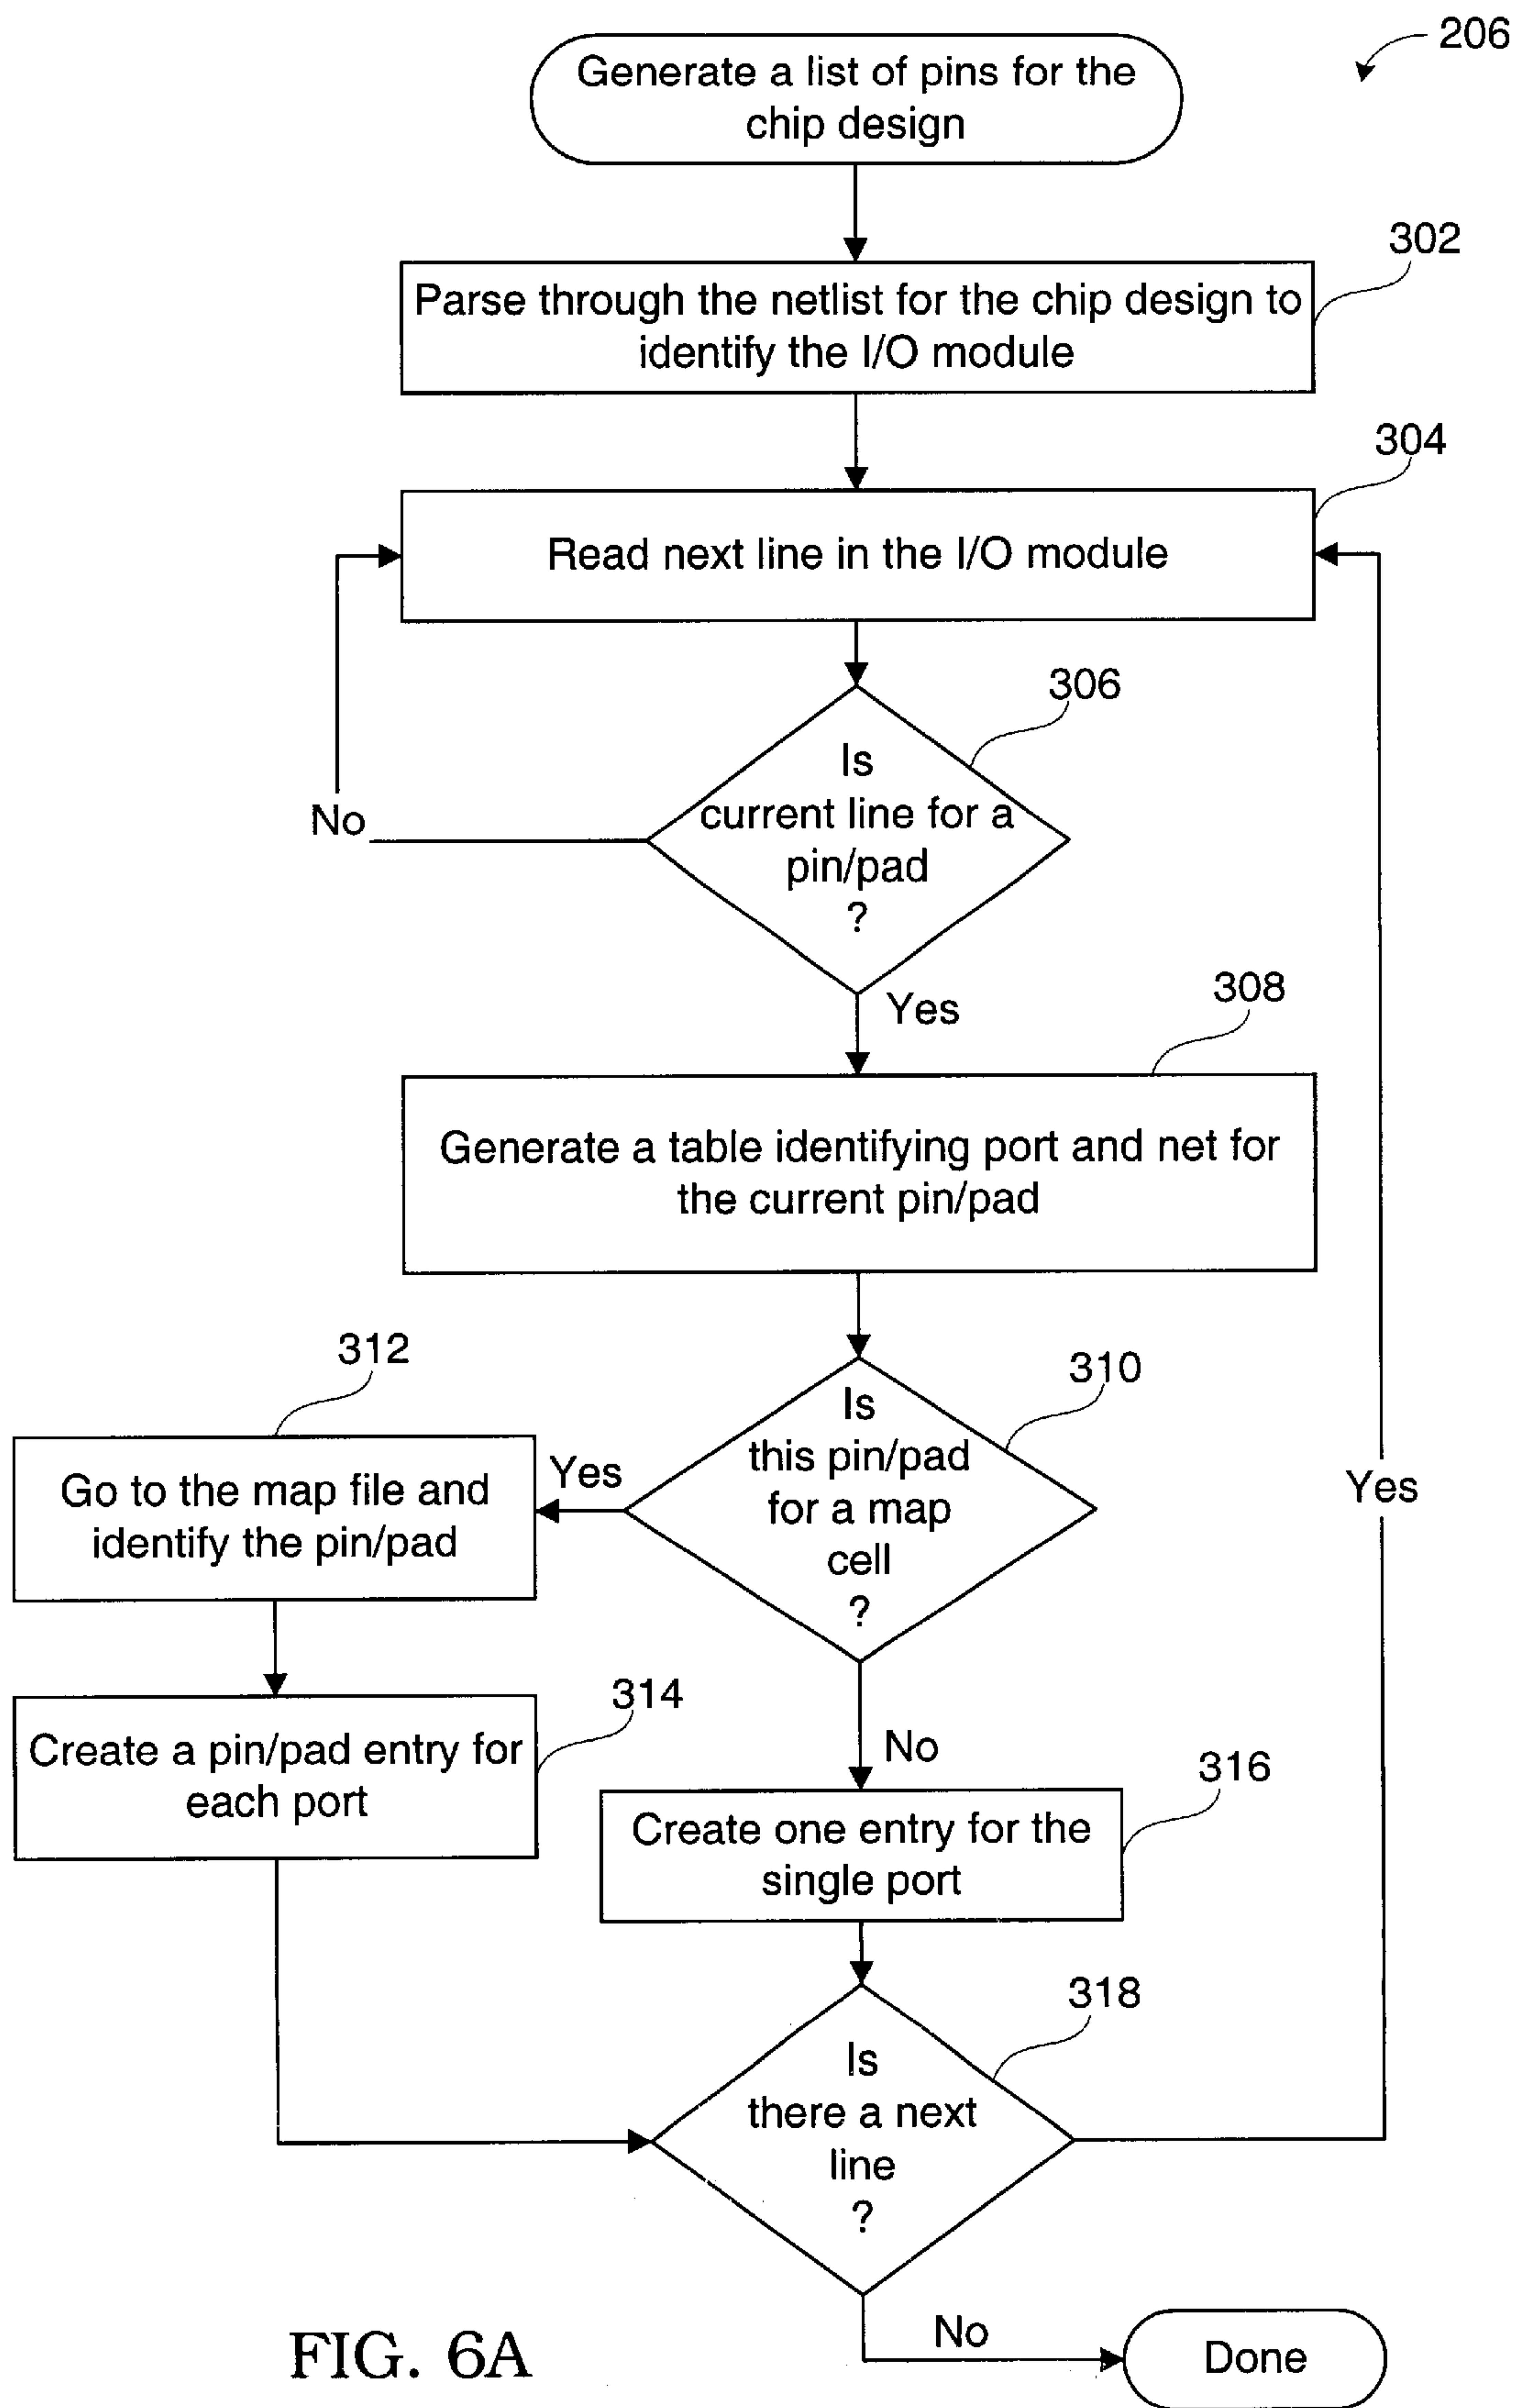 206
Generate a list of pins for the
chip design
302
Parse through the netlist for the chip design to
identify the I/O module
304
Read next line in the I/O module
306
Is
current line for a
pin/pad
?
No
Yes
308
Generate a table identifying port and net for
the current pin/pad
310
Is
this pin/pad
for a map
cell
?
Yes
312
Go to the map file and
identify the pin/pad
314
Create a pin/pad entry for
each port
No
316
Create one entry for the
single port
318
Is
there a next
line
?
Yes
No
Done
FIG. 6A